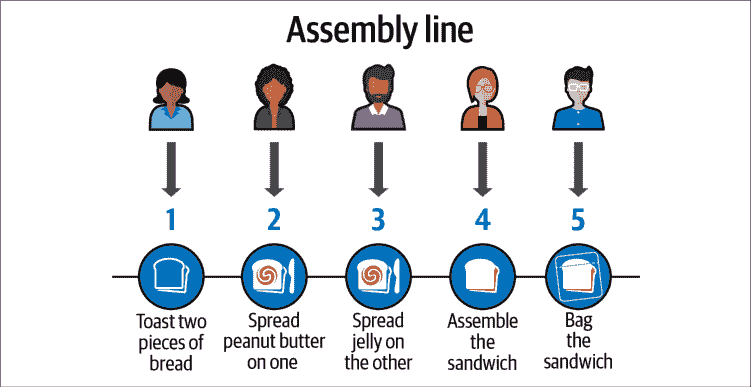 Assembly line
1
2
3
4
5
Toast two
pieces of
bread
Spread
peanut butter
on one
Spread
jelly on
the other
Assemble
the
sandwich
Bag
the
sandwich